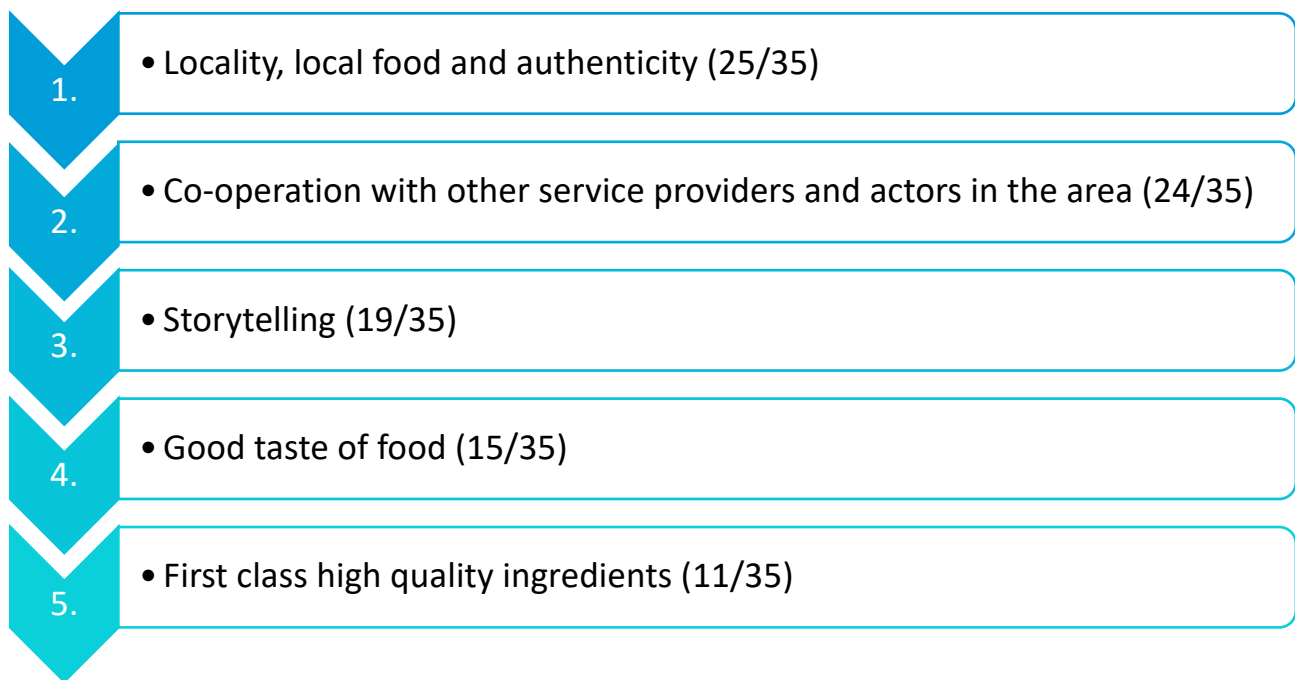 1.
• Locality, local food and authenticity (25/35)
2.
• Co-operation with other service providers and actors in the area (24/35)
3.
• Storytelling (19/35)
4.
• Good taste of food (15/35)
5.
• First class high quality ingredients (11/35)